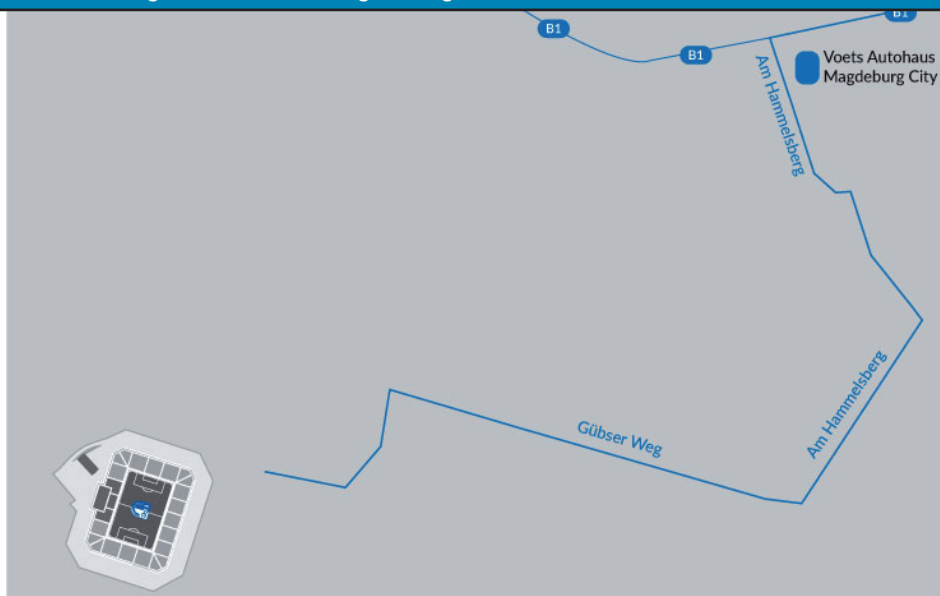 B1
B1
B1
Voets Autohaus
Magdeburg City
Am Hammelsberg
Am Hammelsberg
Gübser Weg